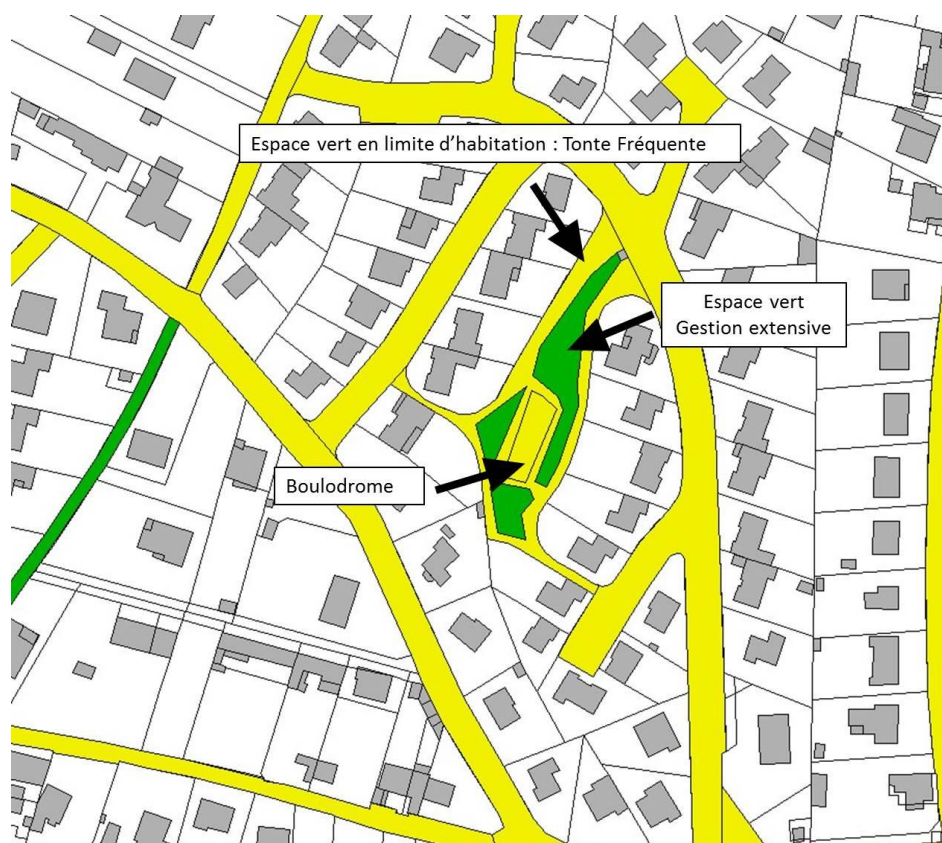 Espace vert en limite d’habitation : Tonte Fréquente
Espace vert
Gestion extensive
Boulodrome